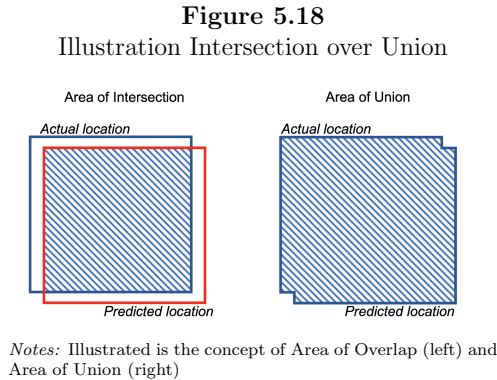 Figure 5.18
Illustration Intersection over Union
Area of Intersection
Actual location
Predicted location
Area of Union
Actual location
Predicted location
Notes: Illustrated is the concept of Area of Overlap (left) and
Area of Union (right)